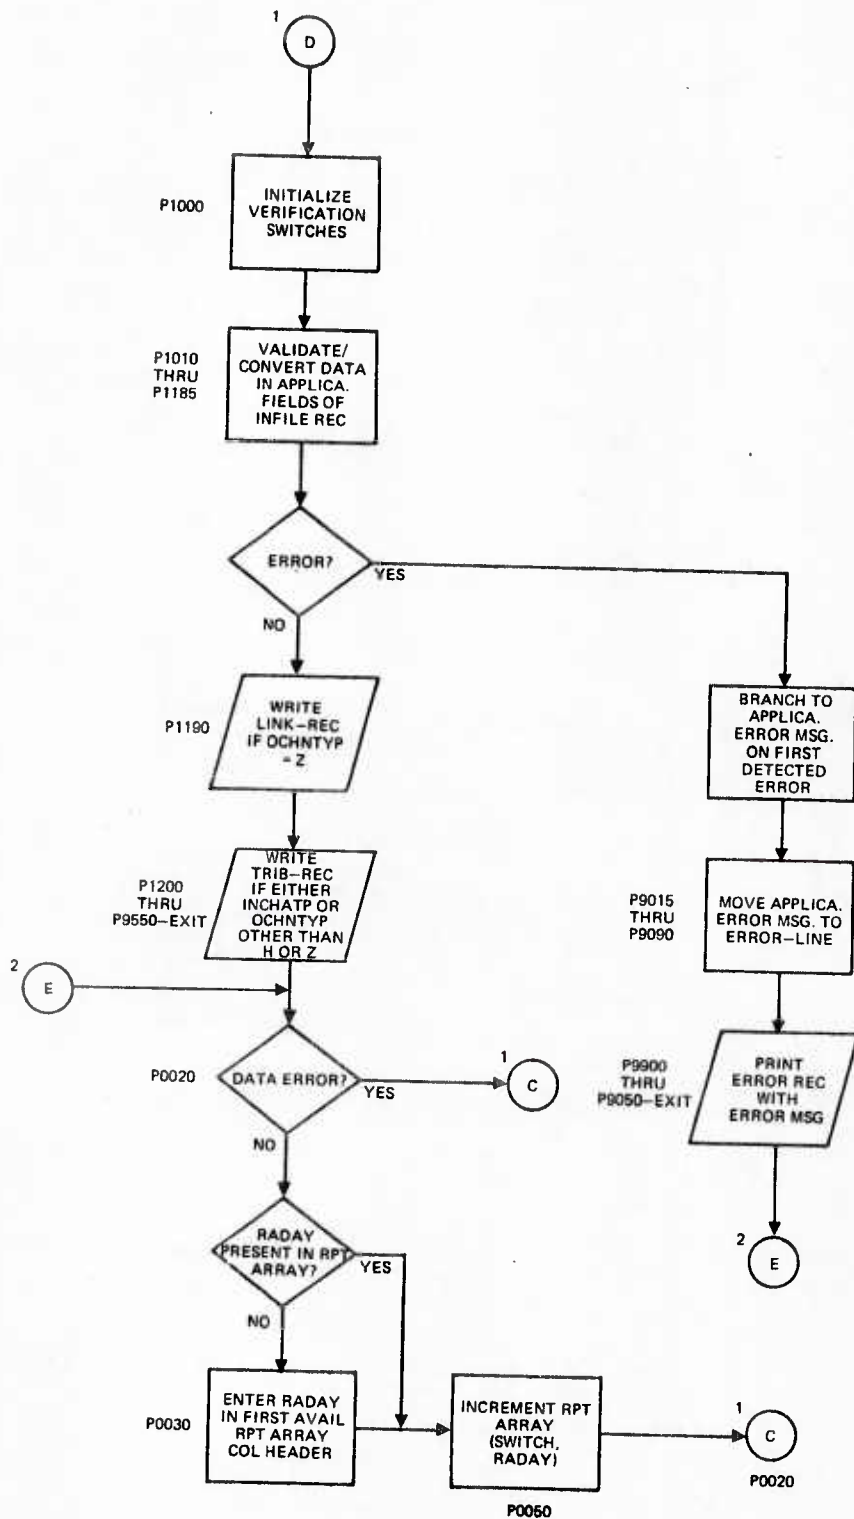 1
D
P1000
INITIALIZE
VERIFICATION
SWITCHES
P1010
THRU
P1185
VALIDATE/
CONVERT DATA
IN APPLICA.
FIELDS OF
INFILE REC
ERROR?
YES
NO
P1190
WRITE
LINK-REC
IF OCHNTYP
= Z
BRANCH TO
APPLICA.
ERROR MSG.
ON FIRST
DETECTED
ERROR
P1200
THRU
P9550-EXIT
WRITE
TRIB-REC
IF EITHER
INCHATP OR
OCHNTYP
OTHER THAN
H OR Z
P9015
THRU
P9090
MOVE APPLICA.
ERROR MSG. TO
ERROR-LINE
2
E
P0020
DATA ERROR?
YES
1
C
NO
P9900
THRU
P9050-EXIT
PRINT
ERROR REC
WITH
ERROR MSG
RADAY
PRESENT IN RPT
ARRAY?
YES
NO
2
E
P0030
ENTER RADAY
IN FIRST AVAIL
RPT ARRAY
COL HEADER
INCREMENT RPT
ARRAY
(SWITCH,
RADAY)
P0050
1
C
P0020